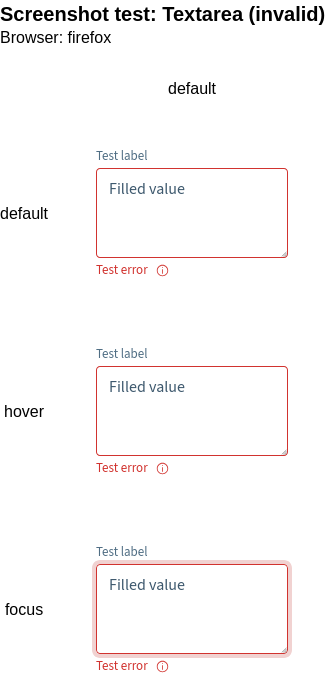 Screenshot test: Textarea (invalid)
Browser: firefox
default
Test label
default
Filled value
Test error
Test label
hover
Filled value
Test error
Test label
focus
Filled value
Test error